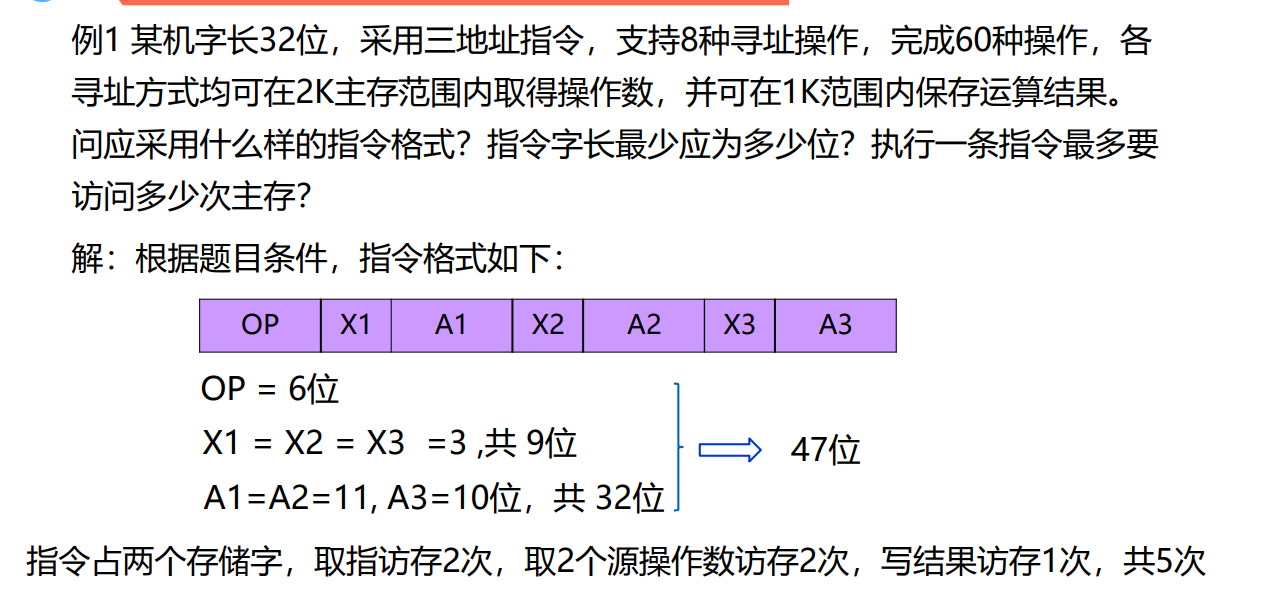 例1 某机字长32位，采用三地址指令，支持8种寻址操作，完成60种操作，各
寻址方式均可在2K主存范围内取得操作数，并可在1K范围内保存运算结果。
问应采用什么样的指令格式？指令字长最少应为多少位？执行一条指令最多要
访问多少次主存？
解：根据题目条件，指令格式如下：
OP X1 A1 X2 A2 X3 A3
OP = 6位
X1 = X2 = X3 =3 ,共 9位
47位
A1=A2=11, A3=10位，共 32位
指令占两个存储字，取指访存2次，取2个源操作数访存2次，写结果访存1次，共5次